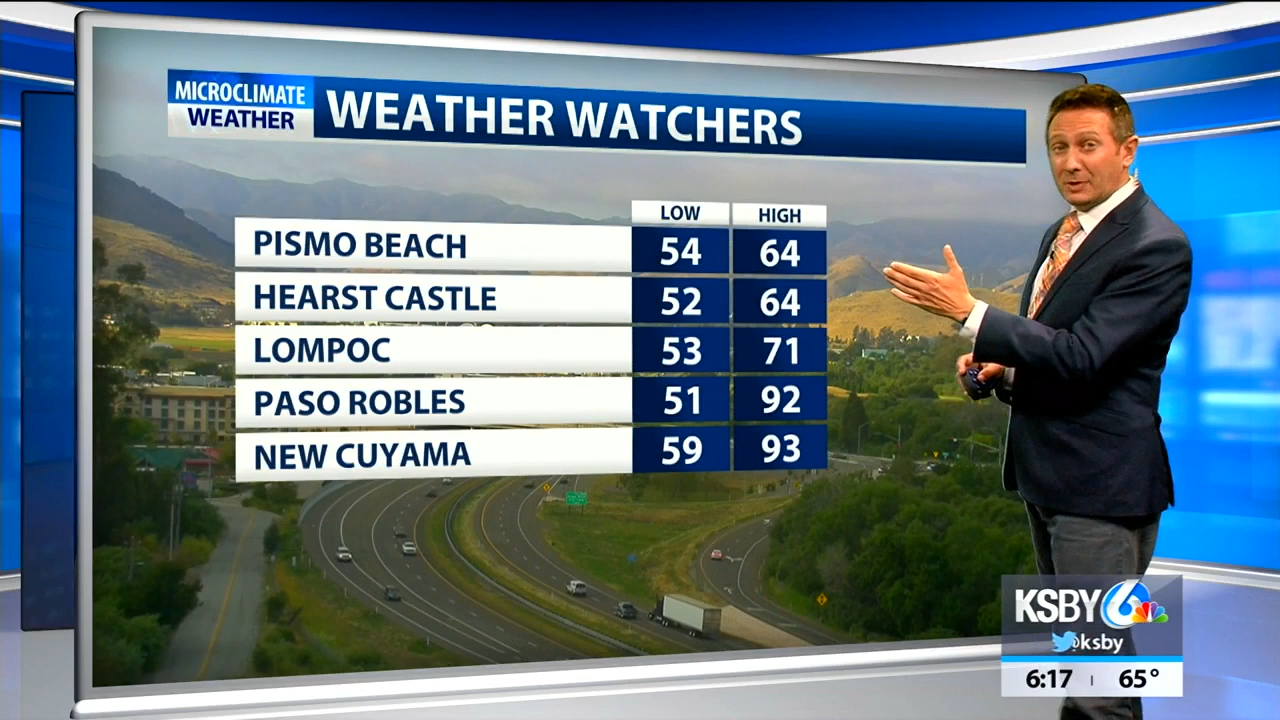 MICROCLIMATE
WEATHER
WEATHER WATCHERS
LOW HIGH
PISMO BEACH 54 64
HEARST CASTLE 52 64
LOMPOC 53 71
PASO ROBLES 51 92
NEW CUYAMA 59 93
KSBY 6
@ksby
6:17 65°